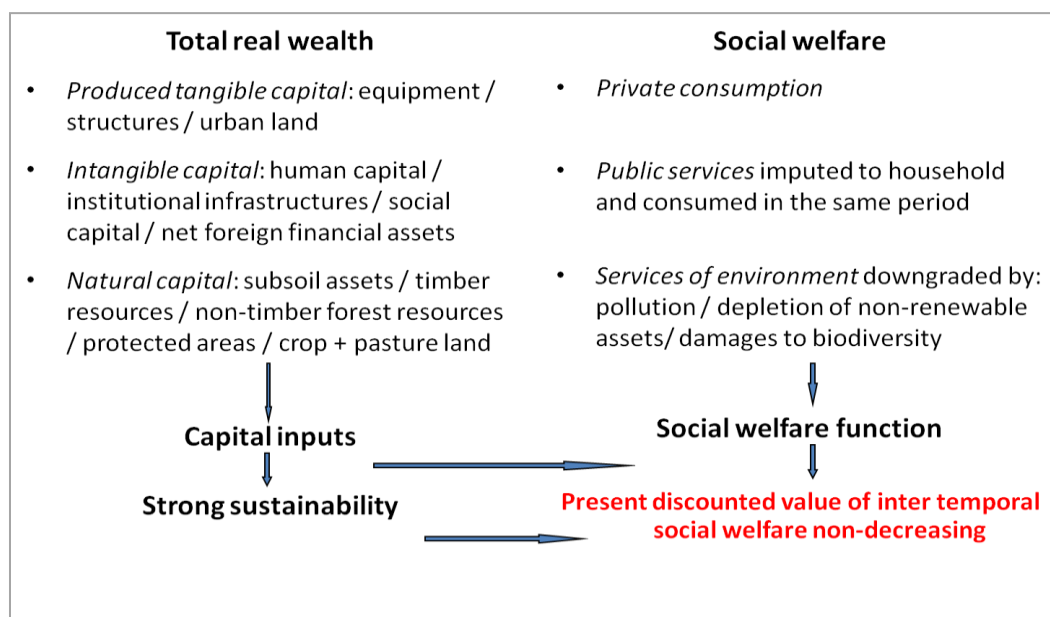 Total real wealth
• Produced tangible capital: equipment /
structures / urban land
• Intangible capital: human capital /
institutional infrastructures / social
capital / net foreign financial assets
• Natural capital: subsoil assets / timber
resources / non-timber forest resources
/ protected areas / crop + pasture land
Capital inputs
Strong sustainability
Social welfare
• Private consumption
• Public services imputed to household
and consumed in the same period
• Services of environment downgraded by:
pollution / depletion of non-renewable
assets/ damages to biodiversity
Social welfare function
Present discounted value of inter temporal
social welfare non-decreasing